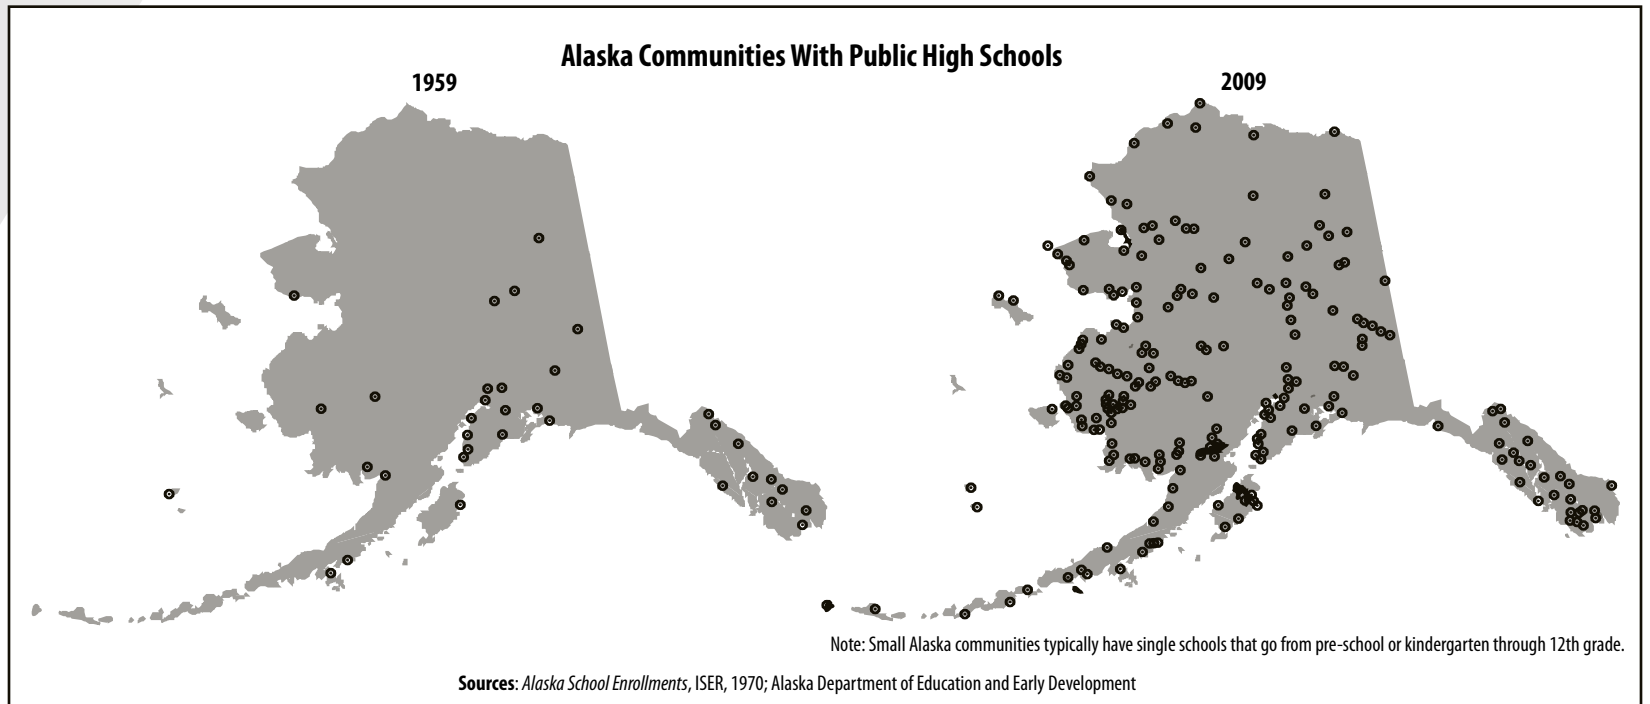 Alaska Communities With Public High Schools
1959
2009
Note: Small Alaska communities typically have single schools that go from pre-school or kindergarten through 12th grade.
Sources: Alaska School Enrollments, ISER, 1970; Alaska Department of Education and Early Development